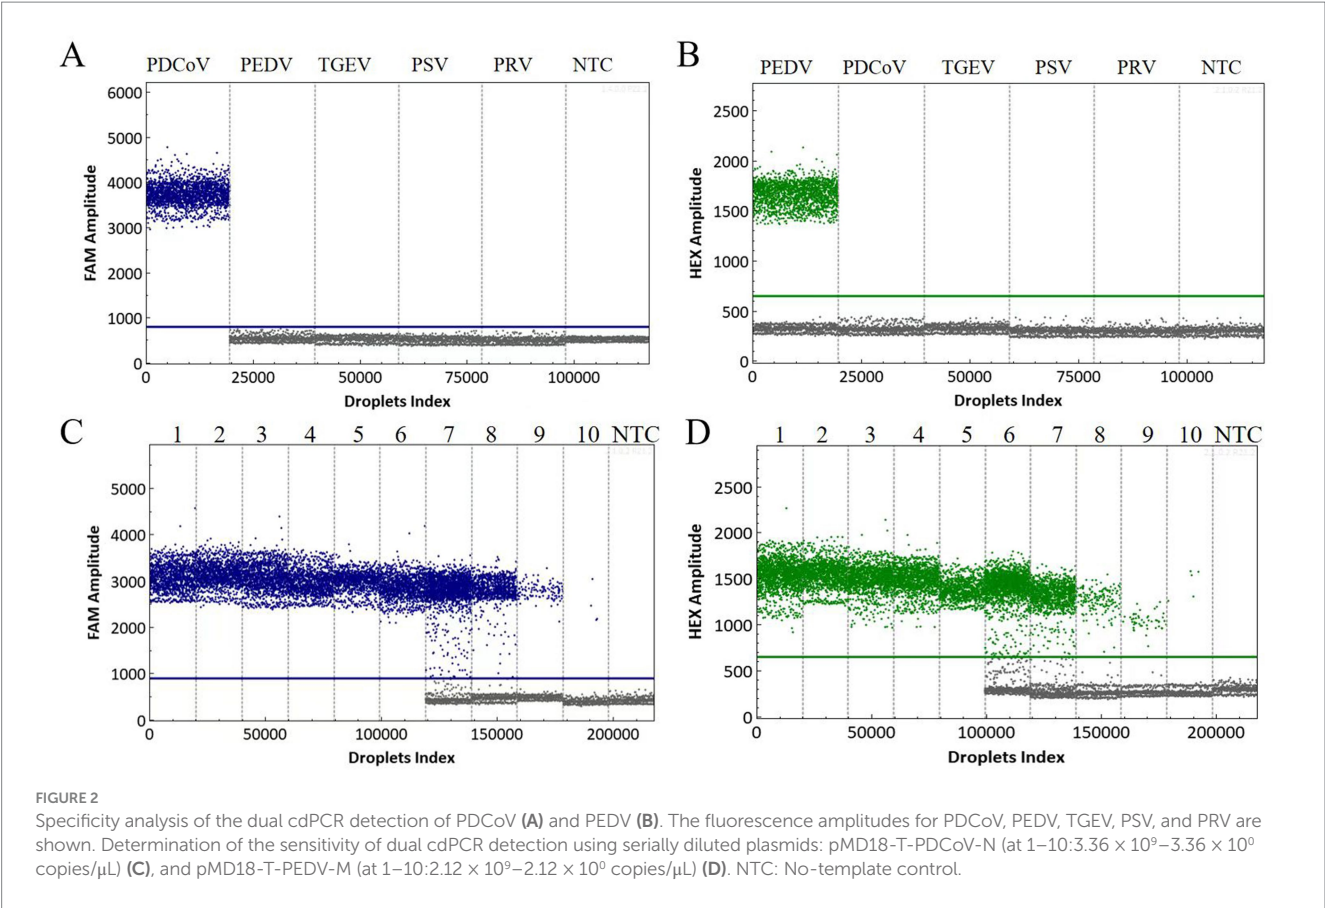 A
PDCoV PEDV TGEV PSV PRV NTC
6000
5000
4000
3000
2000
1000
0
FAM Amplitude
0 25000 50000 75000 100000
Droplets Index
B
PEDV PDCoV TGEV PSV PRV NTC
2500
2000
1500
1000
500
0
HEX Amplitude
0 25000 50000 75000 100000
Droplets Index
C
1 2 3 4 5 6 7 8 9 10 NTC
5000
4000
3000
2000
1000
0
FAM Amplitude
0 50000 100000 150000 200000
Droplets Index
D
1 2 3 4 5 6 7 8 9 10 NTC
2500
2000
1500
1000
500
0
HEX Amplitude
0 50000 100000 150000 200000
Droplets Index
FIGURE 2
Specificity analysis of the dual cdPCR detection of PDCoV (A) and PEDV (B). The fluorescence amplitudes for PDCoV, PEDV, TGEV, PSV, and PRV are
shown. Determination of the sensitivity of dual cdPCR detection using serially diluted plasmids: pMD18-T-PDCoV-N (at 1–10:3.36 × 10⁹–3.36 × 10⁰
copies/μL) (C), and pMD18-T-PEDV-M (at 1–10:2.12 × 10⁹–2.12 × 10⁰ copies/μL) (D). NTC: No-template control.